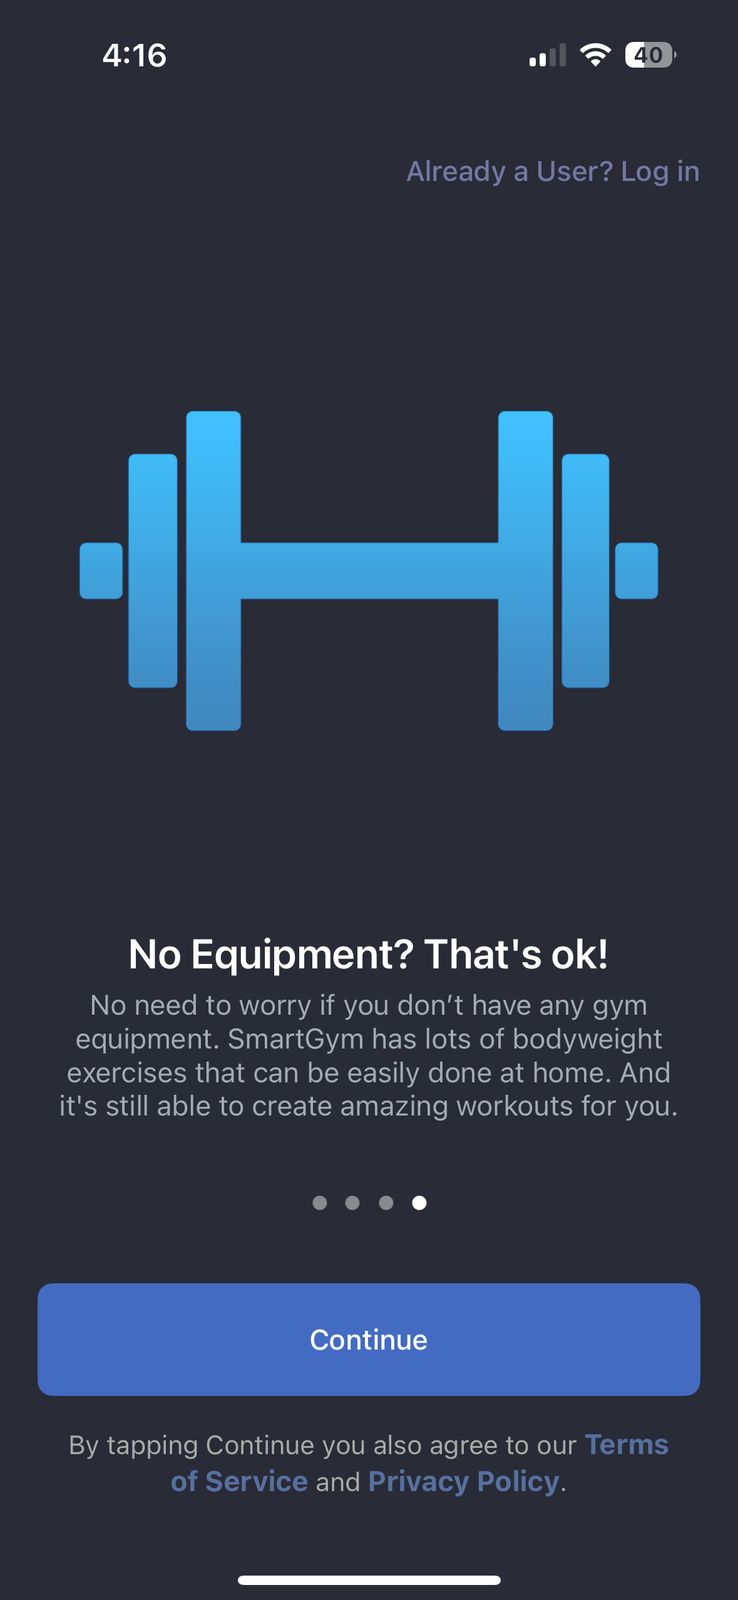 4:16
40
Already a User? Log in
No Equipment? That's ok!
No need to worry if you don’t have any gym
equipment. SmartGym has lots of bodyweight
exercises that can be easily done at home. And
it's still able to create amazing workouts for you.
Continue
By tapping Continue you also agree to our Terms
of Service and Privacy Policy.